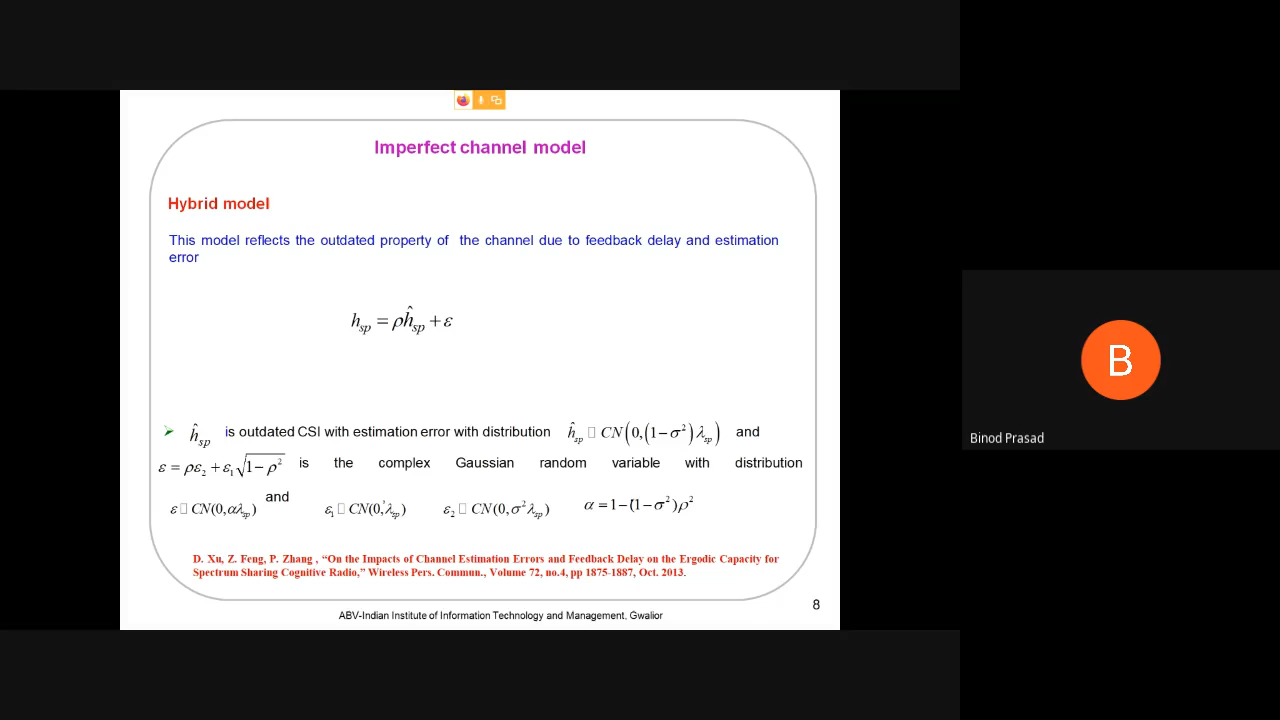 Imperfect channel model
Hybrid model
This model reflects the outdated property of the channel due to feedback delay and estimation
error
h_sp = ρĥ_sp + ε
ĥ_sp is outdated CSI with estimation error with distribution ĥ_sp □ CN(0,(1−σ²)λ_sp) and
ε = ρε₂ + ε₁√(1−ρ²) is the complex Gaussian random variable with distribution
ε □ CN(0,αλ_sp) and ε₁ □ CN(0,λ_sp) ε₂ □ CN(0,σ²λ_sp) α = 1−(1−σ²)ρ²
D. Xu, Z. Feng, P. Zhang , “On the Impacts of Channel Estimation Errors and Feedback Delay on the Ergodic Capacity for
Spectrum Sharing Cognitive Radio,” Wireless Pers. Commun., Volume 72, no.4, pp 1875-1887, Oct. 2013.
8
ABV-Indian Institute of Information Technology and Management, Gwalior
B
Binod Prasad